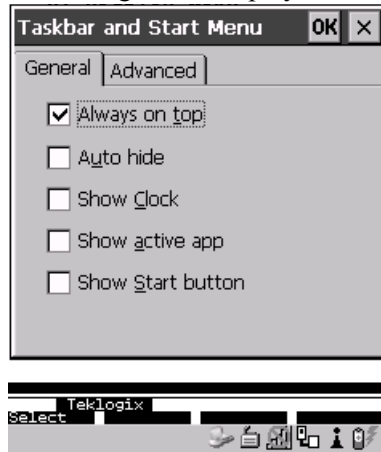 Taskbar and Start Menu OK ×
General Advanced
Always on top
Auto hide
Show Clock
Show active app
Show Start button
Teklogix
Select